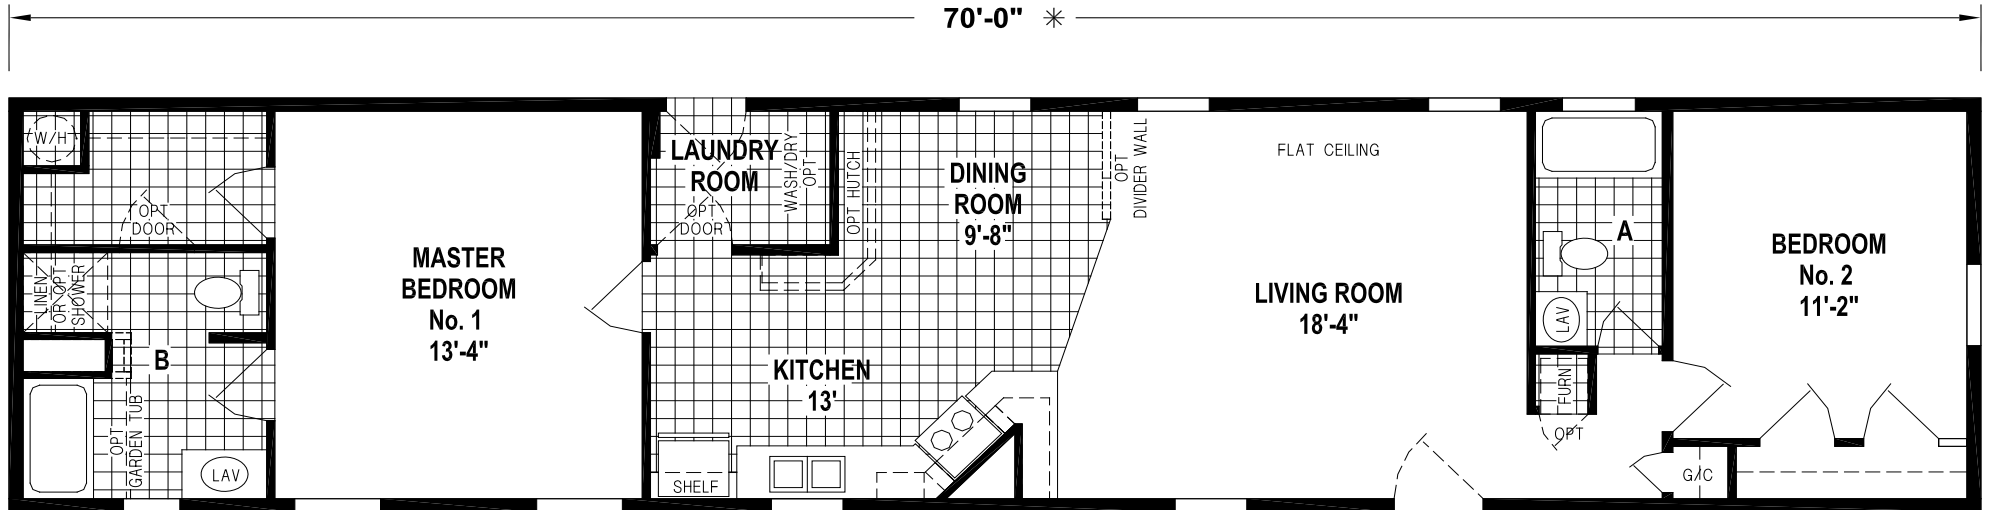 70'-0" ✳
W/H
OPT
DOOR
LINEN
OR OPT
SHOWER
B
OPT
GARDEN TUB
LAV
MASTER
BEDROOM
No. 1
13'-4"
LAUNDRY
ROOM
WASH/DRY
OPT
OPT
DOOR
OPT HUTCH
DINING
ROOM
9'-8"
KITCHEN
13'
SHELF
OPT
DIVIDER WALL
FLAT CEILING
LIVING ROOM
18'-4"
A
LAV
FURN
OPT
BEDROOM
No. 2
11'-2"
G/C